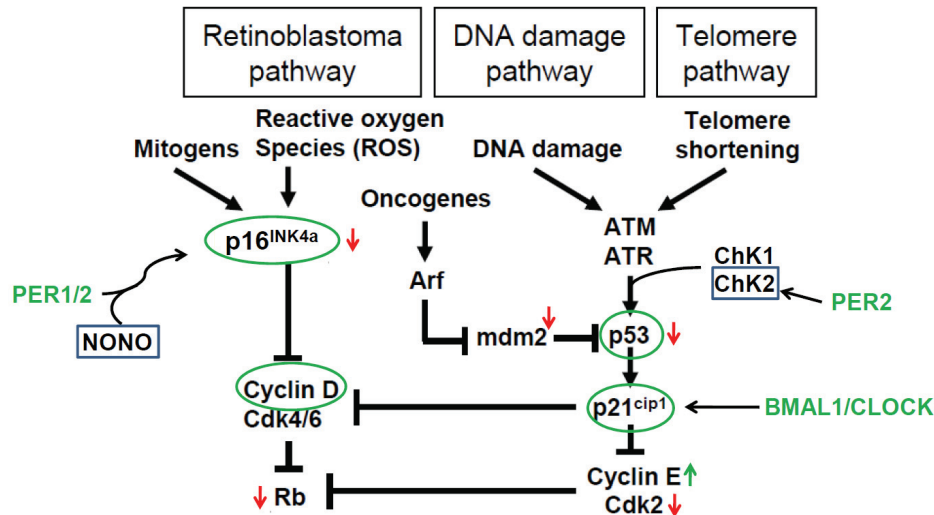 Retinoblastoma
pathway
DNA damage
pathway
Telomere
pathway
Mitogens
Reactive oxygen
Species (ROS)
DNA damage
Telomere
shortening
Oncogenes
p16INK4a
ATM
ATR
ChK1
ChK2
PER1/2
NONO
Arf
PER2
mdm2
p53
Cyclin D
Cdk4/6
p21cip1
BMAL1/CLOCK
Rb
Cyclin E
Cdk2